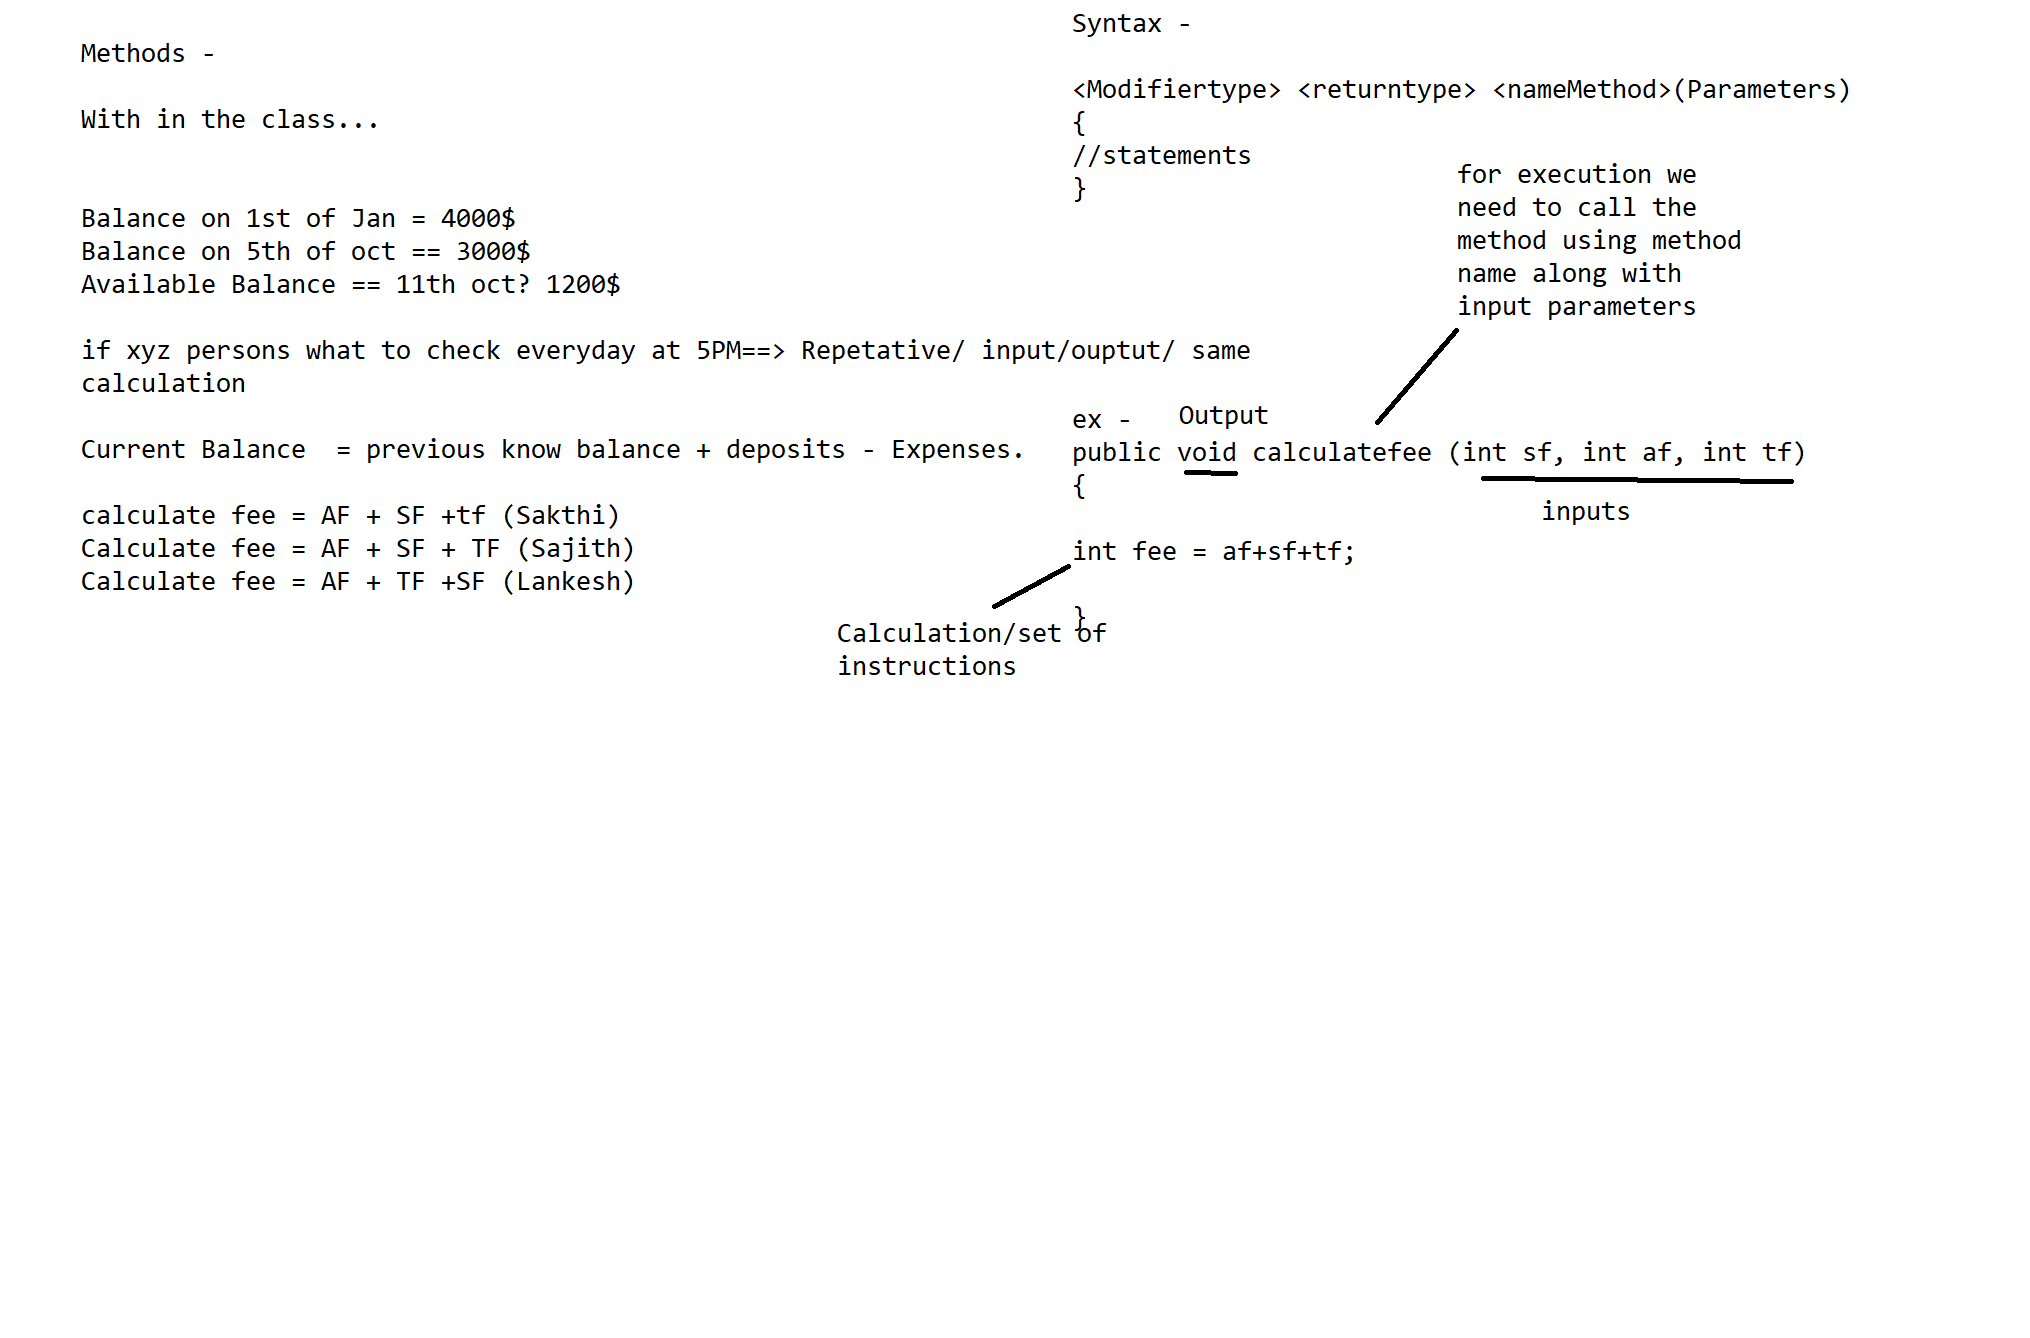 Methods -
With in the class...
Balance on 1st of Jan = 4000$
Balance on 5th of oct == 3000$
Available Balance == 11th oct? 1200$
if xyz persons what to check everyday at 5PM==> Repetative/ input/ouptut/ same
calculation
Current Balance  = previous know balance + deposits - Expenses.
calculate fee = AF + SF +tf (Sakthi)
Calculate fee = AF + SF + TF (Sajith)
Calculate fee = AF + TF +SF (Lankesh)
Syntax -
<Modifiertype> <returntype> <nameMethod>(Parameters)
{
//statements
}
for execution we
need to call the
method using method
name along with
input parameters
ex -
Output
public void calculatefee (int sf, int af, int tf)
{
inputs
int fee = af+sf+tf;
}
Calculation/set of
instructions